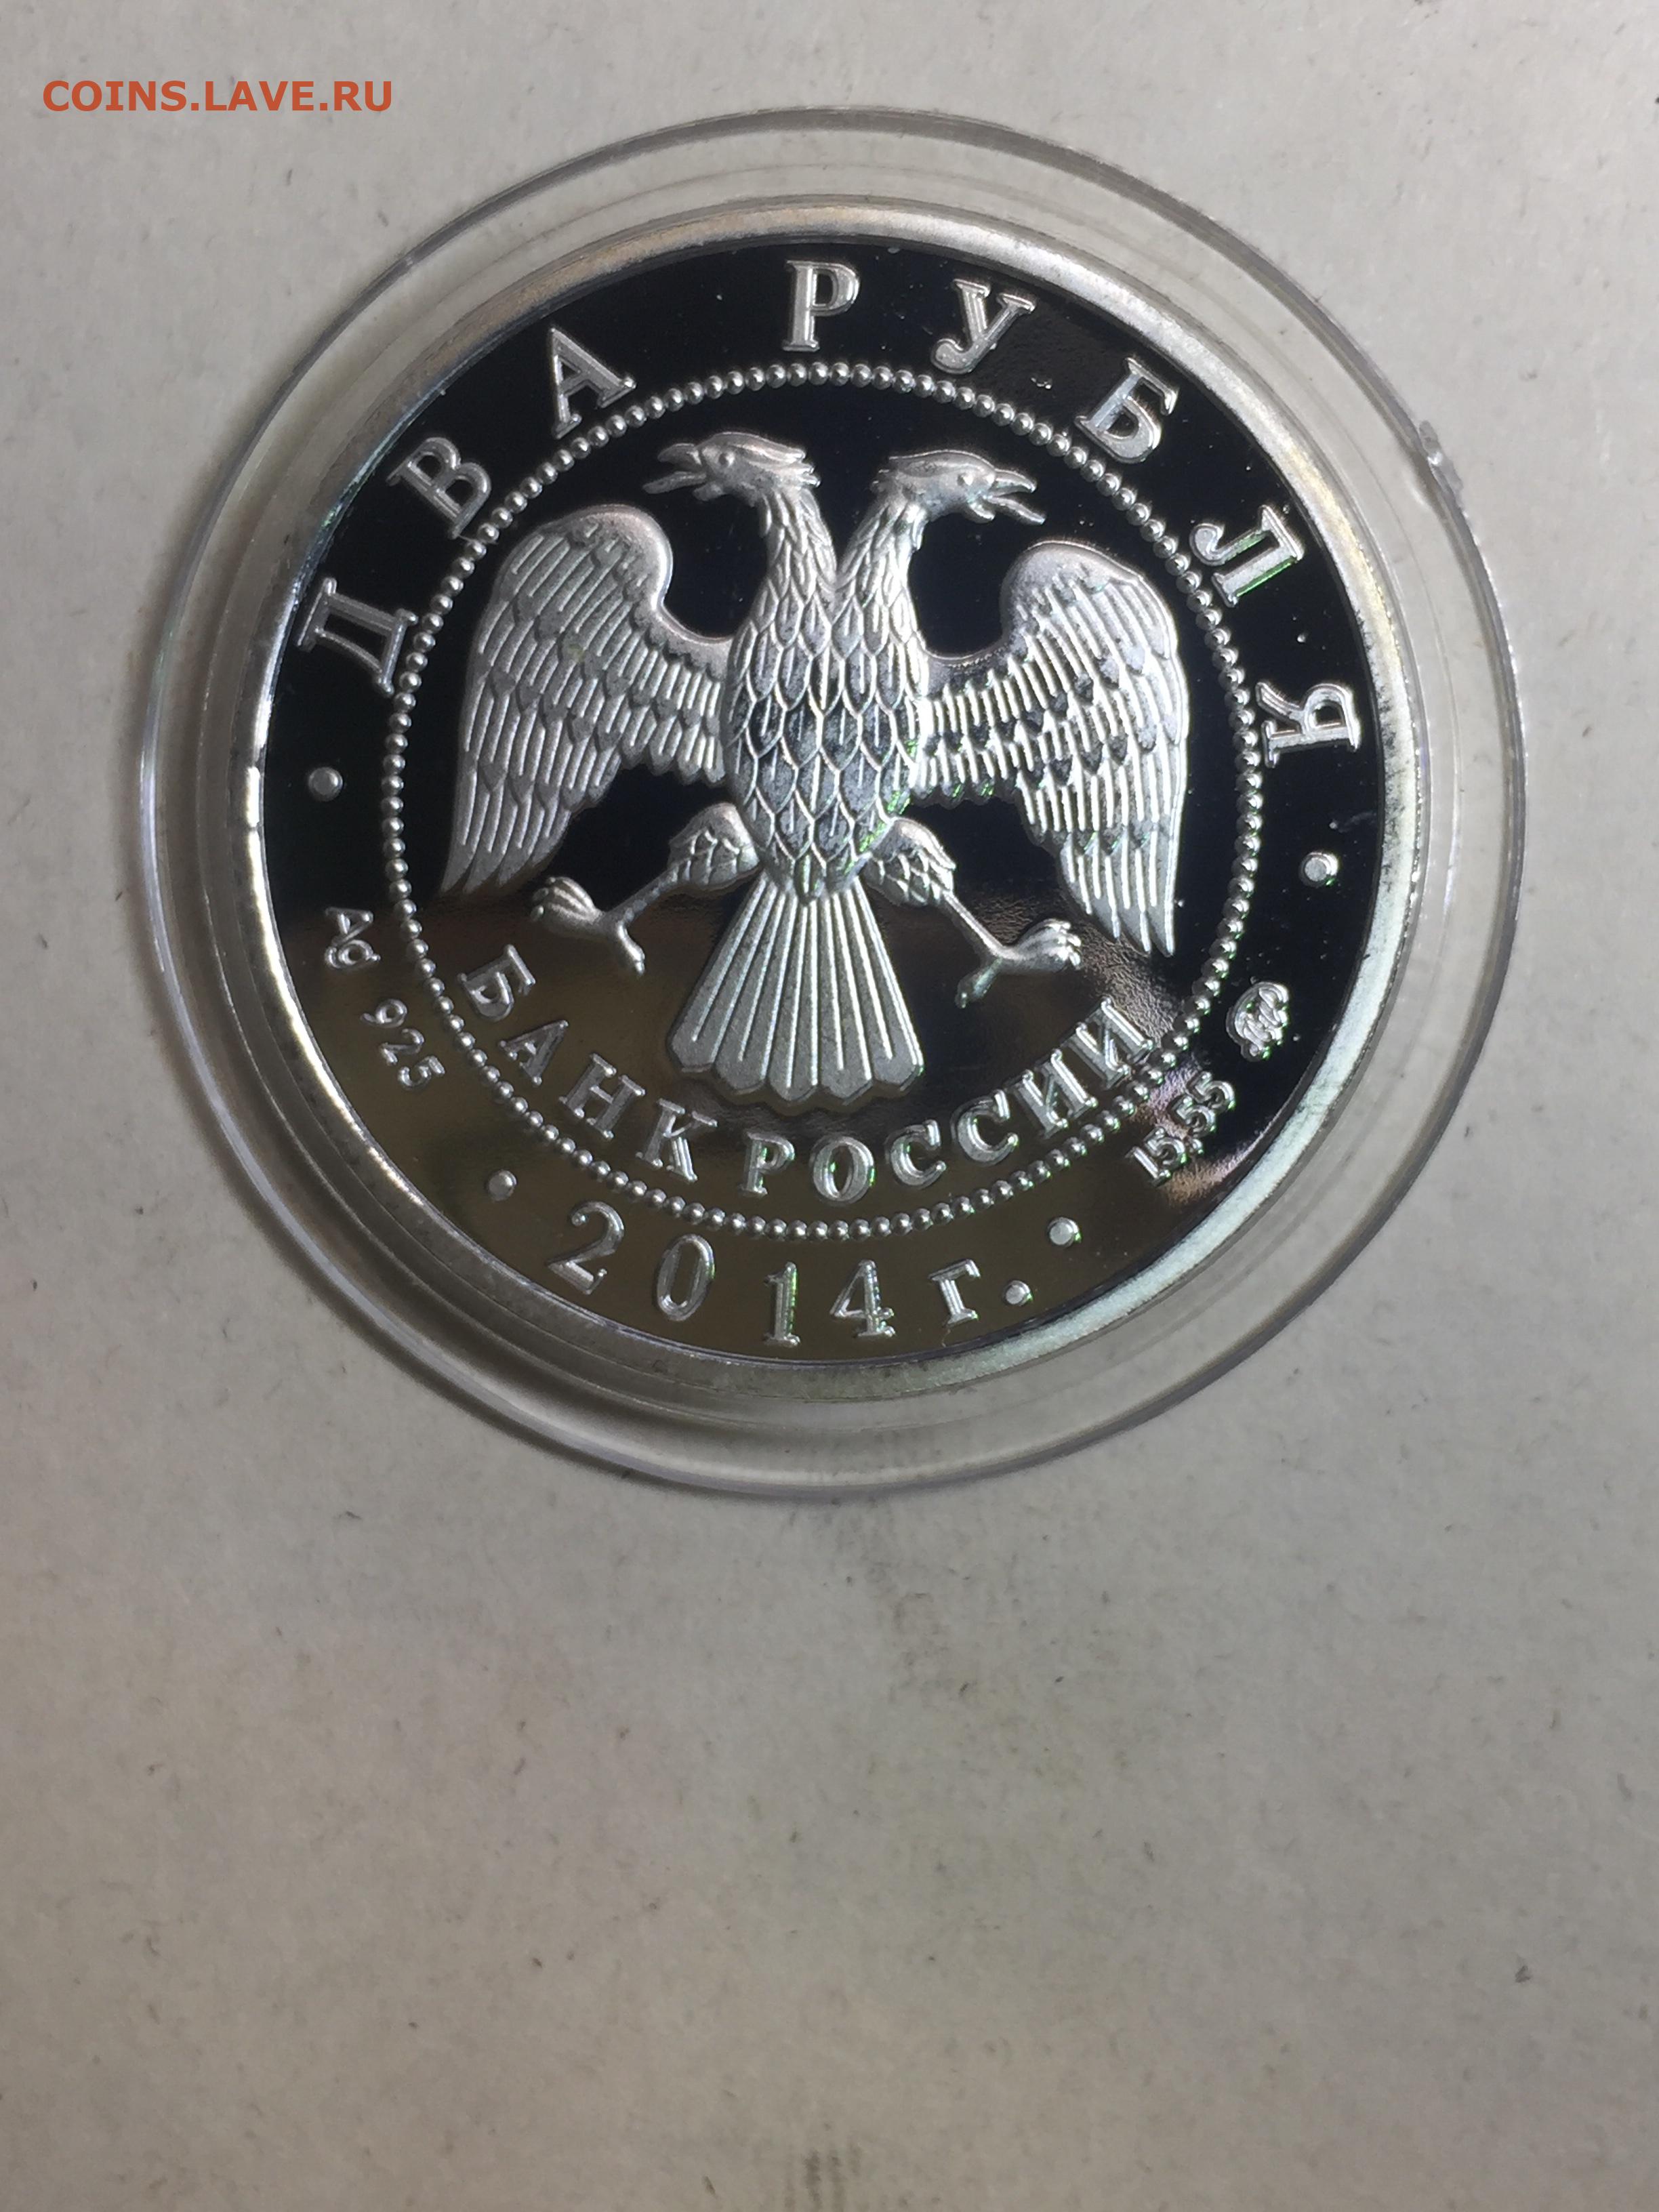 COINS.LAVE.RU
ДВА РУБЛЯ
Ag 925
БАНК РОССИИ
15,55
2014 г.